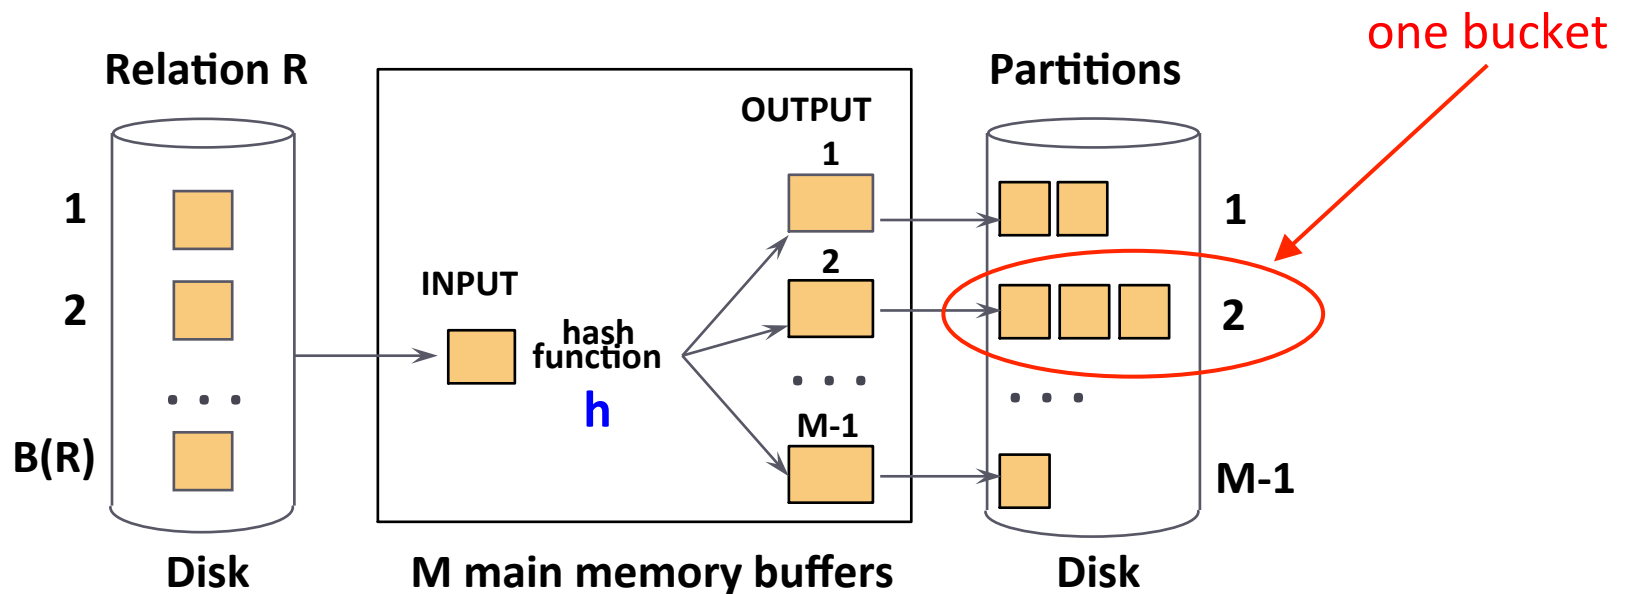 one bucket
Relation R
Partitions
OUTPUT
1
1
1
2
INPUT
2
hash
function
2
. . .
. . .
. . .
h
M-1
B(R)
M-1
Disk
M main memory buffers
Disk